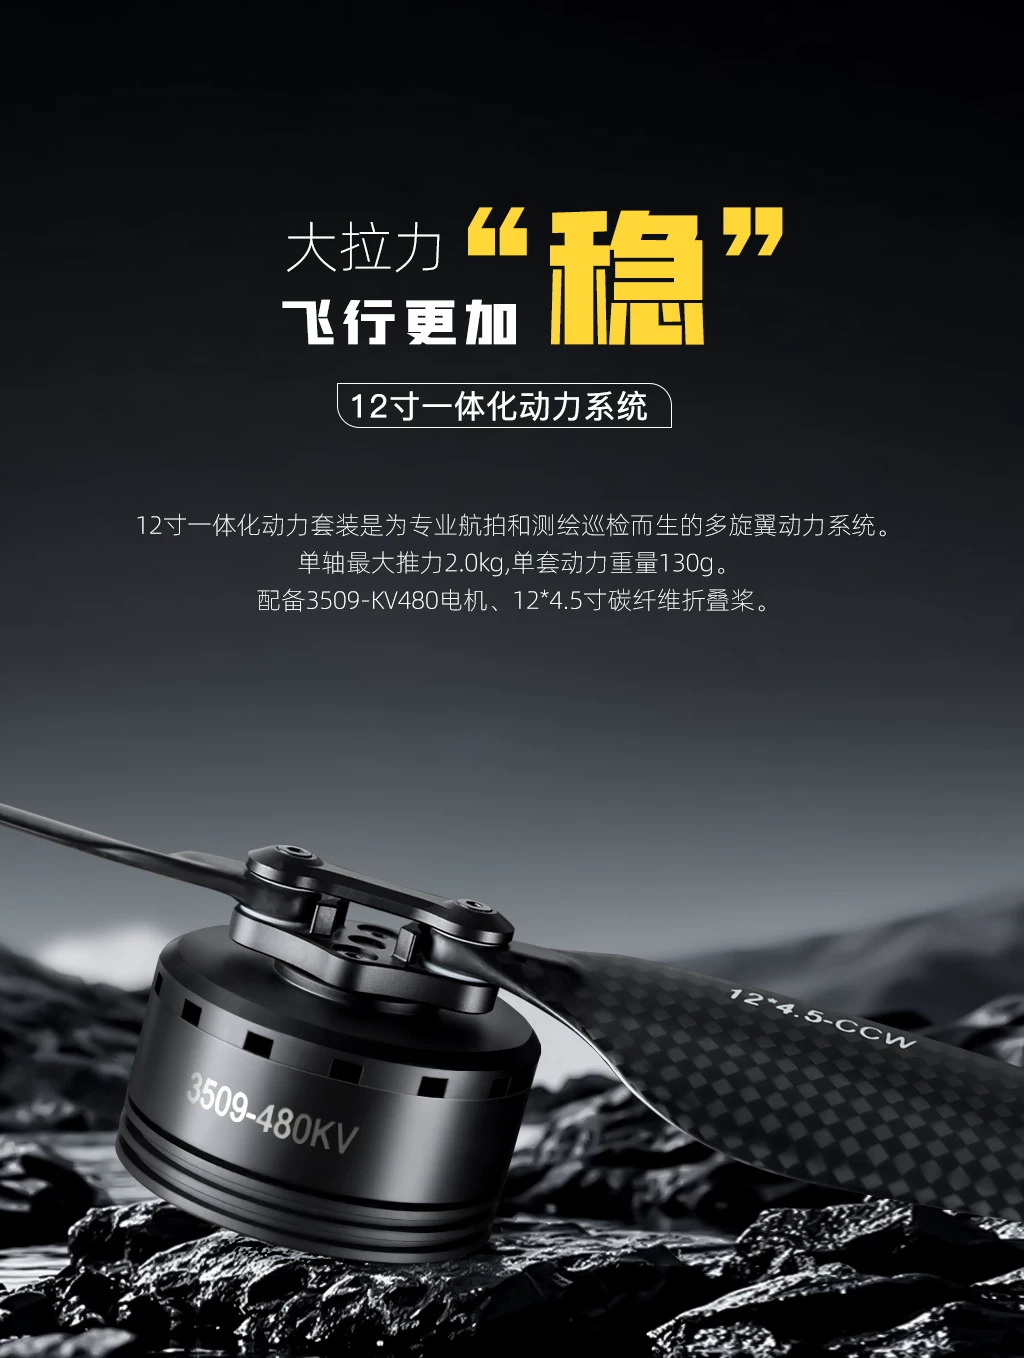 大拉力
飞行更加
“稳”
12寸一体化动力系统
12寸一体化动力套装是为专业航拍和测绘巡检而生的多旋翼动力系统。
单轴最大推力2.0kg,单套动力重量130g。
配备3509-KV480电机、12*4.5寸碳纤维折叠桨。
12*4.5-CCW
3509-480KV